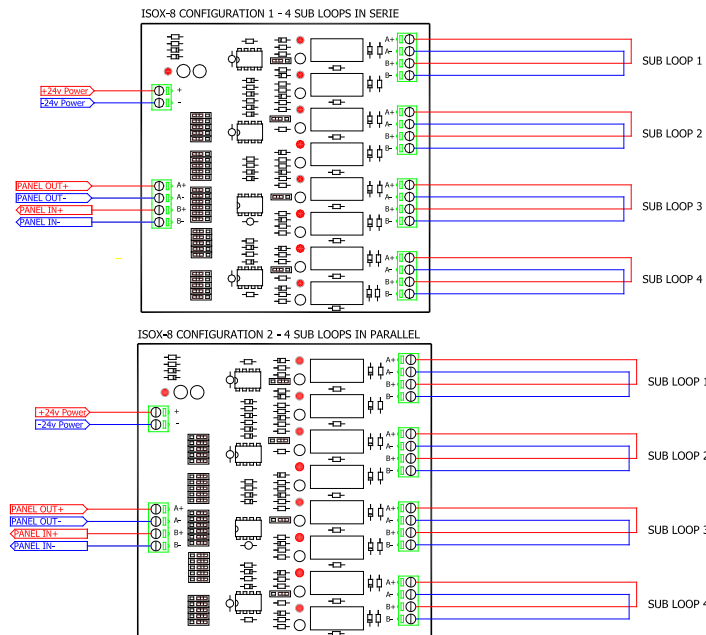 ISOX-8 CONFIGURATION 1 - 4 SUB LOOPS IN SERIE
A+
A-
B+
B-
SUB LOOP 1
+24v Power
-24v Power
+
-
A+
A-
B+
B-
SUB LOOP 2
PANEL OUT+
PANEL OUT-
PANEL IN+
PANEL IN-
A+
A-
B+
B-
A+
A-
B+
B-
SUB LOOP 3
A+
A-
B+
B-
SUB LOOP 4
ISOX-8 CONFIGURATION 2 - 4 SUB LOOPS IN PARALLEL
A+
A-
B+
B-
SUB LOOP 1
+24v Power
-24v Power
+
-
A+
A-
B+
B-
SUB LOOP 2
PANEL OUT+
PANEL OUT-
PANEL IN+
PANEL IN-
A+
A-
B+
B-
A+
A-
B+
B-
SUB LOOP 3
A+
A-
B+
B-
SUB LOOP 4